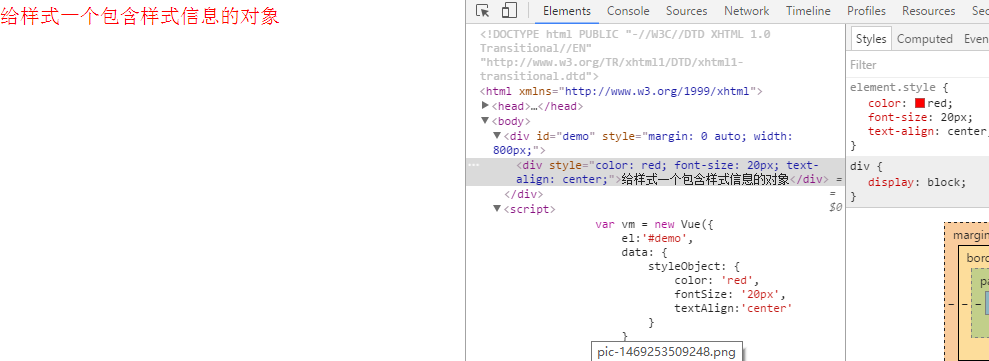 给样式一个包含样式信息的对象
Elements Console Sources Network Timeline Profiles Resources Sec
<!DOCTYPE html PUBLIC "-//W3C//DTD XHTML 1.0
Transitional//EN"
"http://www.w3.org/TR/xhtml1/DTD/xhtml1-
transitional.dtd">
<html xmlns="http://www.w3.org/1999/xhtml">
▶<head>…</head>
▼<body>
▼<div id="demo" style="margin: 0 auto; width:
800px;">
<div style="color: red; font-size: 20px; text-
align: center;">给样式一个包含样式信息的对象</div> =
</div> =
$0
▼<script>
var vm = new Vue({
el:'#demo',
data: {
styleObject: {
color: 'red',
fontSize: '20px',
textAlign:'center'
}
}
pic-1469253509248.png
Styles Computed Even
Filter
element.style {
color: red;
font-size: 20px;
text-align: center;
}
div {
display: block;
}
margin
bor
pa